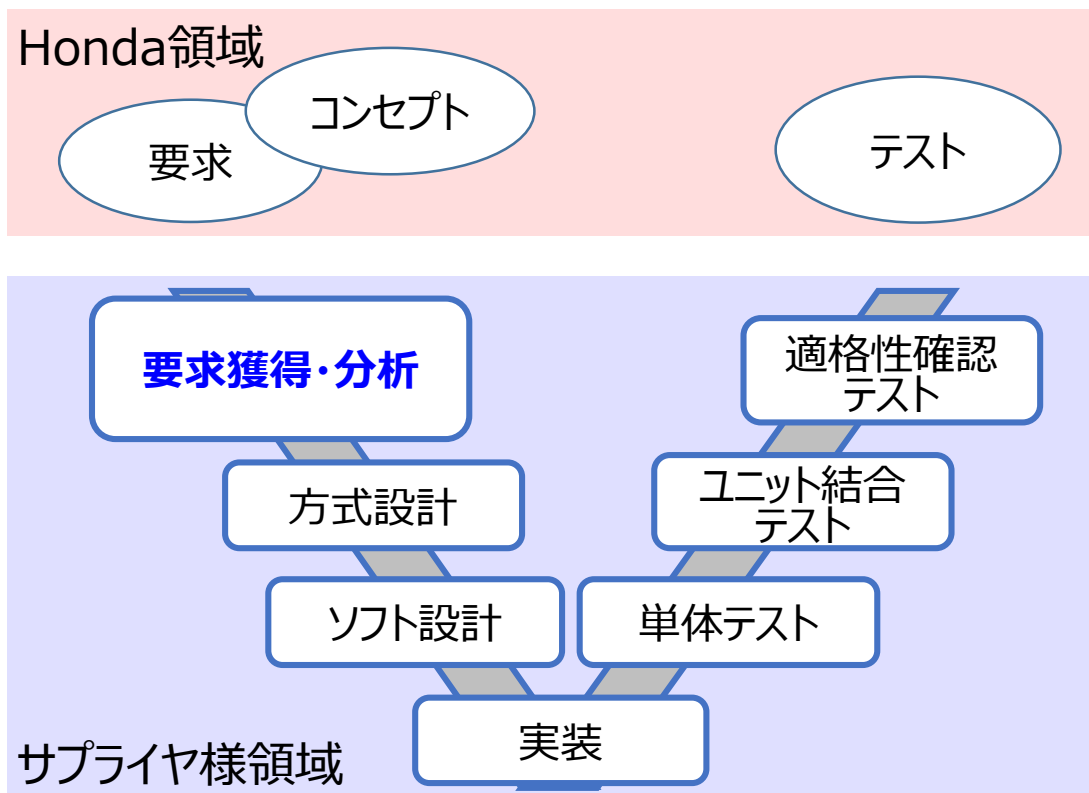 Honda領域
コンセプト
要求
テスト
要求獲得・分析
適格性確認
テスト
方式設計
ユニット結合
テスト
ソフト設計
単体テスト
実装
サプライヤ様領域